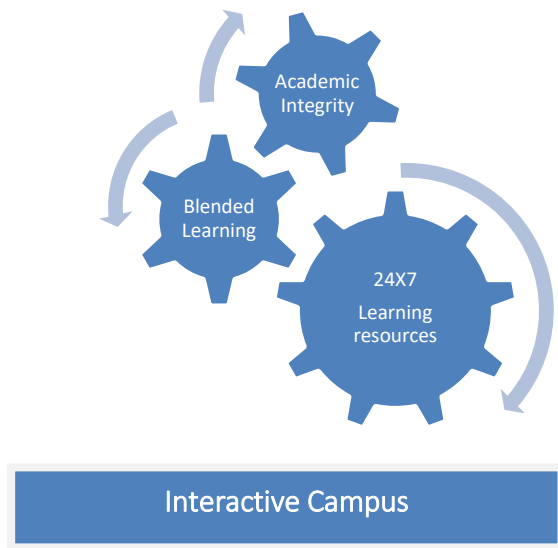 Academic
Integrity
Blended
Learning
24X7
Learning
resources
Interactive Campus